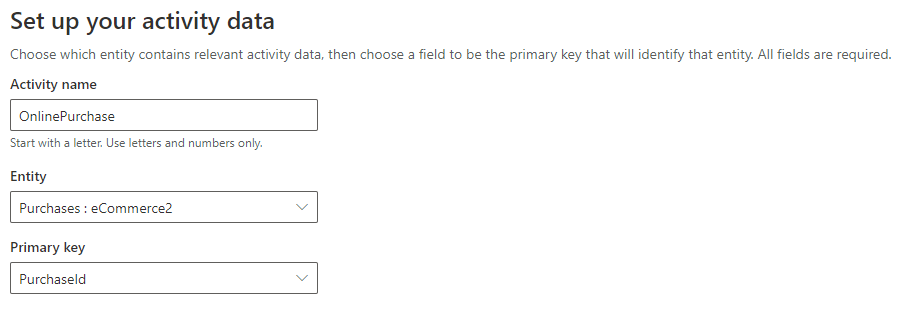 Set up your activity data
Choose which entity contains relevant activity data, then choose a field to be the primary key that will identify that entity. All fields are required.
Activity name
OnlinePurchase
Start with a letter. Use letters and numbers only.
Entity
Purchases : eCommerce2
Primary key
PurchaseId